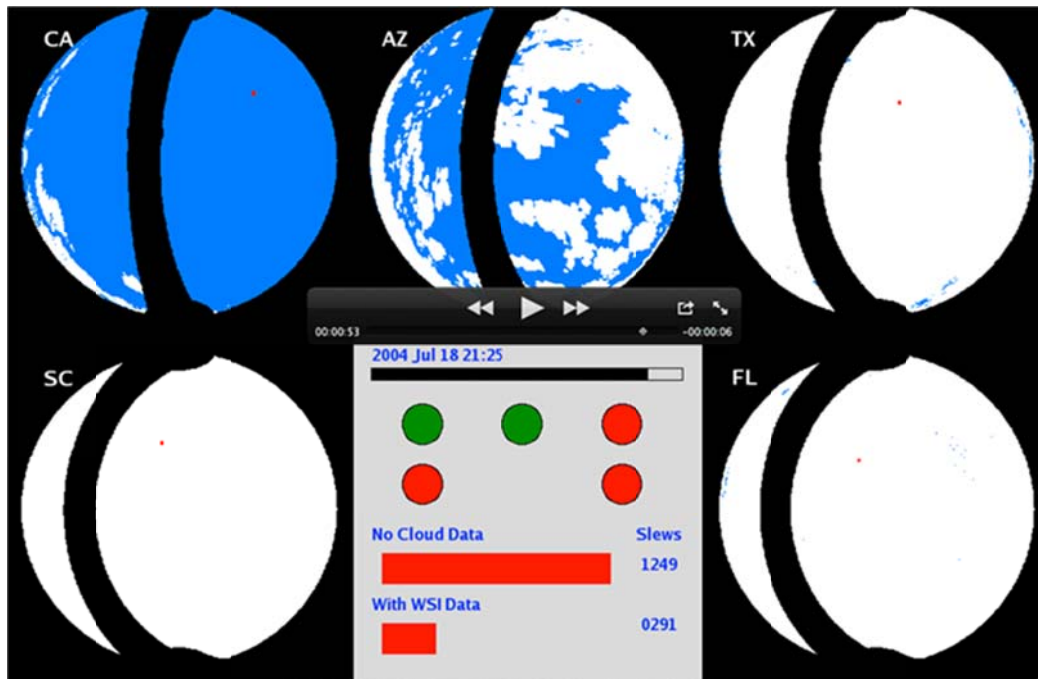 CA
AZ
TX
00:00:53
-00:00:06
SC
2004 Jul 18 21:25
FL
No Cloud Data
Slews
1249
With WSI Data
0291